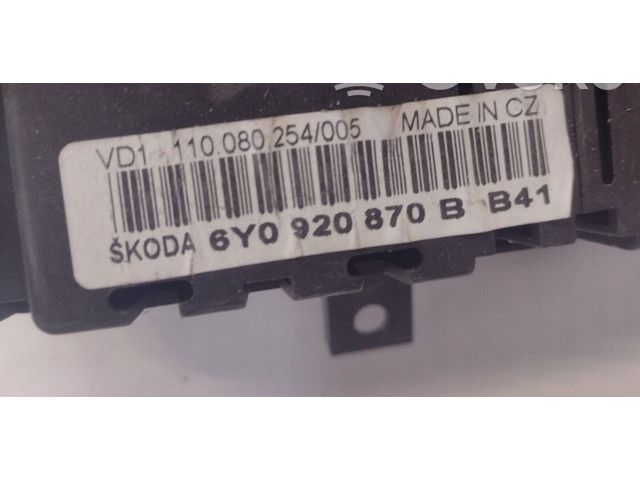 VD1 110.080.254/005 MADE IN CZ
ŠKODA 6Y0 920 870 B B41